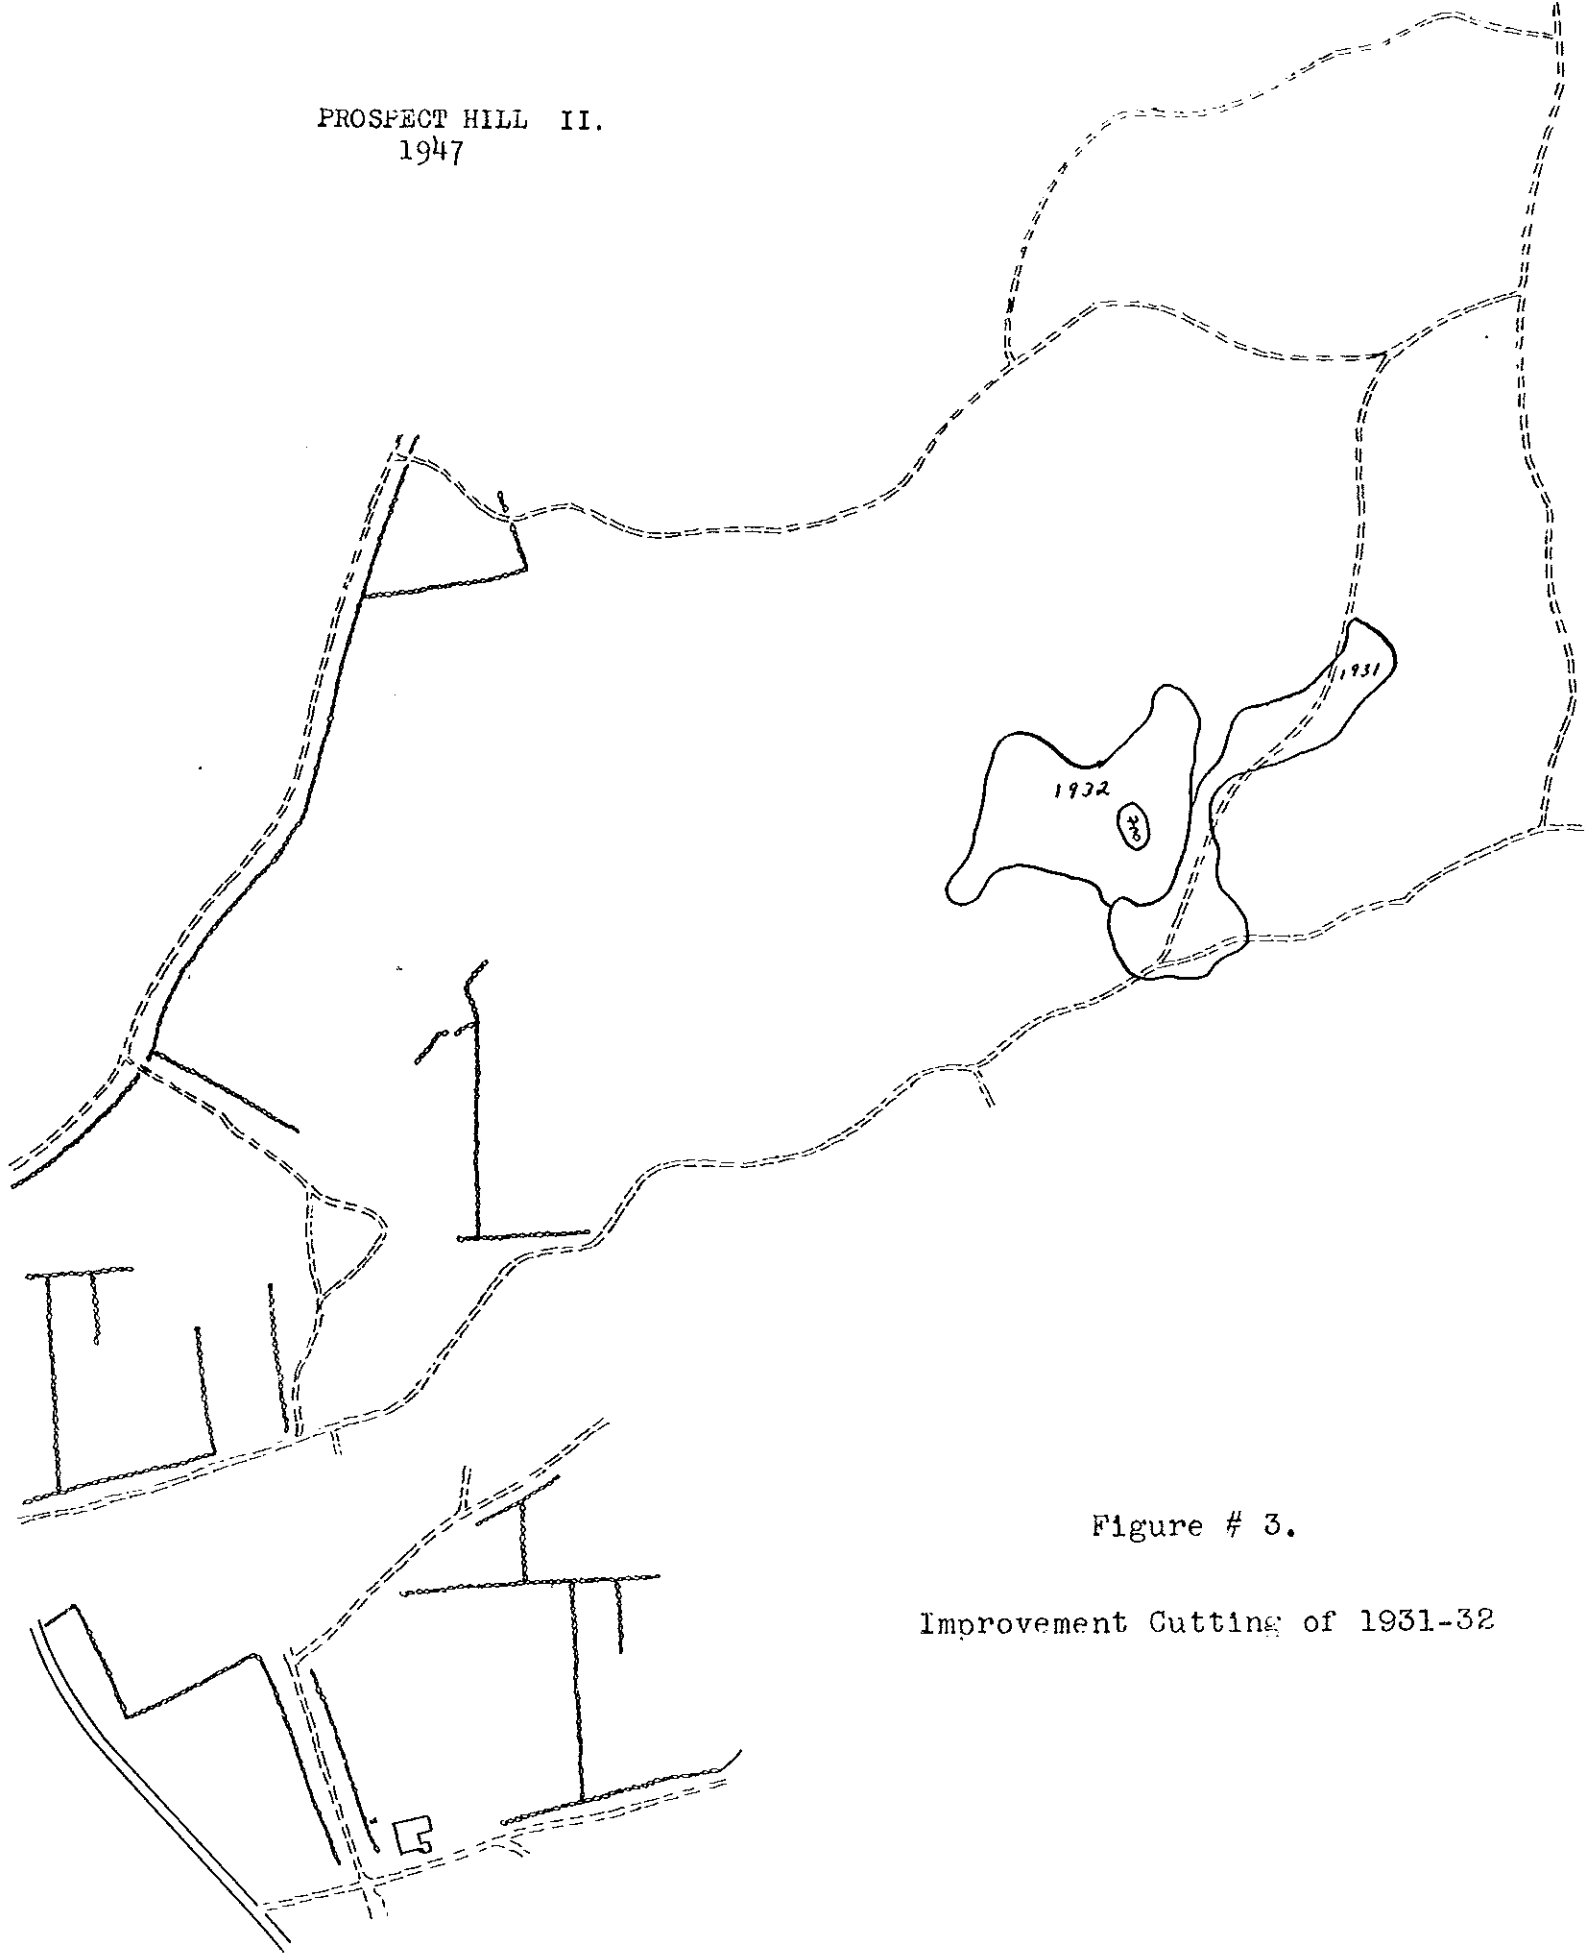 PROSPECT HILL II.
1947
1931
1932
Figure # 3.
Improvement Cutting of 1931-32